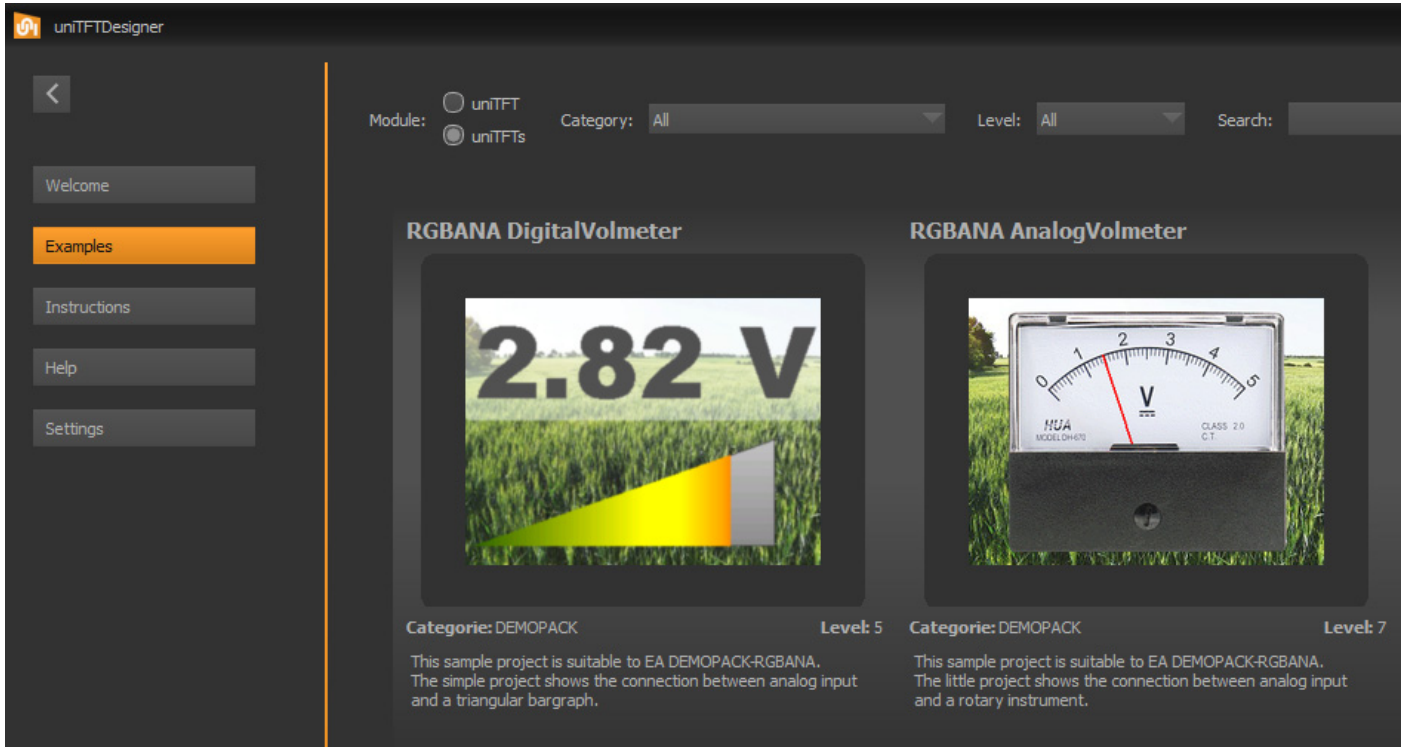 uniTFTDesigner
Module:
uniTFT
uniTFTs
Category: All
Level: All
Search:
Welcome
Examples
Instructions
Help
Settings
RGBANA DigitalVolmeter
2.82 V
Categorie: DEMOPACK
Level: 5
This sample project is suitable to EA DEMOPACK-RGBANA.
The simple project shows the connection between analog input
and a triangular bargraph.
RGBANA AnalogVolmeter
0 1 2 3 4 5
V
HUA
MODEL DH-670
CLASS 2.0
C.T.
Categorie: DEMOPACK
Level: 7
This sample project is suitable to EA DEMOPACK-RGBANA.
The little project shows the connection between analog input
and a rotary instrument.